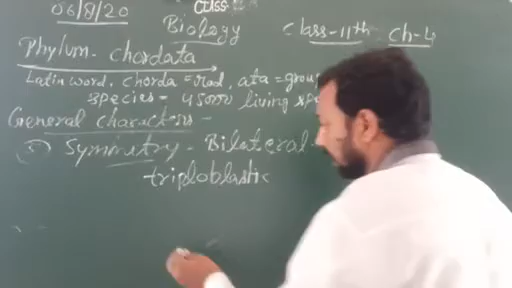 06/8/20 CLASS-
Biology Class-11th Ch-4
Phylum- chordata
Latin word, chorda = rod, ata = group
species - 45000 living spe
General characters -
(i) Symmetry - Bilateral
triploblastic